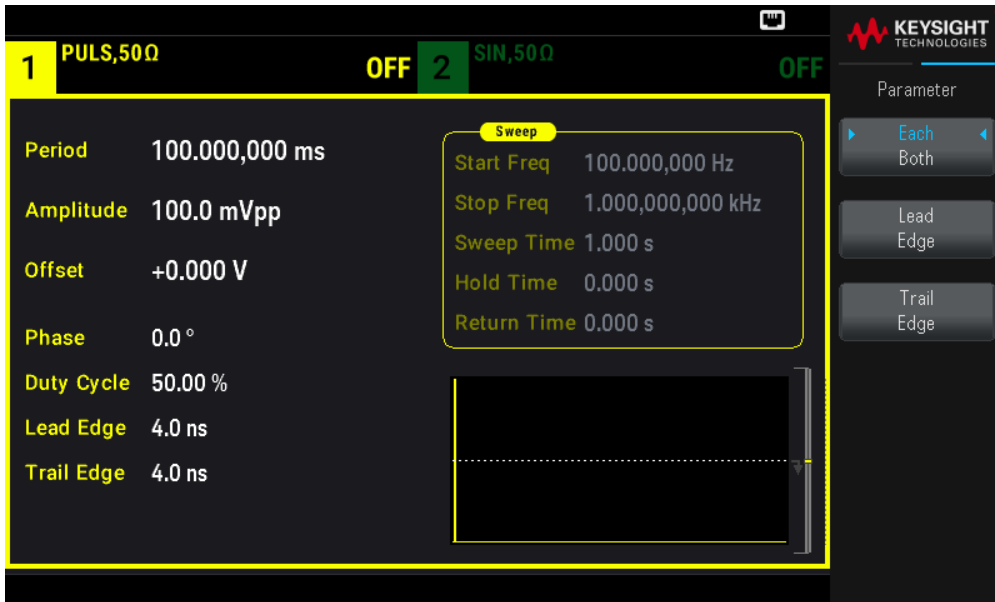 KEYSIGHT
TECHNOLOGIES
1 PULS,50Ω OFF
2 SIN,50Ω OFF
Period 100.000,000 ms
Amplitude 100.0 mVpp
Offset +0.000 V
Phase 0.0 °
Duty Cycle 50.00 %
Lead Edge 4.0 ns
Trail Edge 4.0 ns
Sweep
Start Freq 100.000,000 Hz
Stop Freq 1.000,000,000 kHz
Sweep Time 1.000 s
Hold Time 0.000 s
Return Time 0.000 s
Parameter
Each
Both
Lead
Edge
Trail
Edge